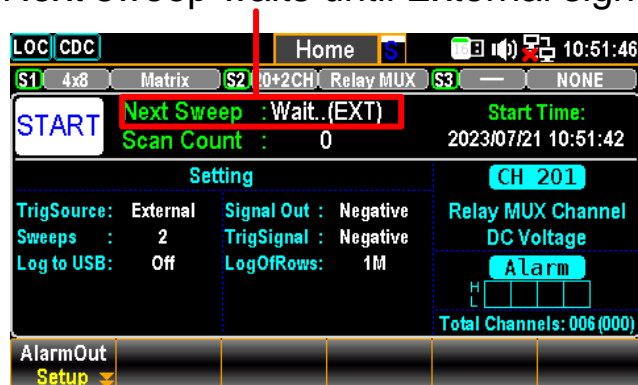 Next Sweep waits until External sign
LOC CDC Home S 16 10:51:46
S1 4x8 Matrix S2 20+2CH Relay MUX S3 — NONE
START
Next Sweep : Wait..(EXT)
Scan Count : 0
Start Time:
2023/07/21 10:51:42
Setting
TrigSource: External Signal Out : Negative
Sweeps : 2 TrigSignal : Negative
Log to USB: Off LogOfRows: 1M
CH 201
Relay MUX Channel
DC Voltage
Alarm
H
L
Total Channels: 006 (000)
AlarmOut
Setup